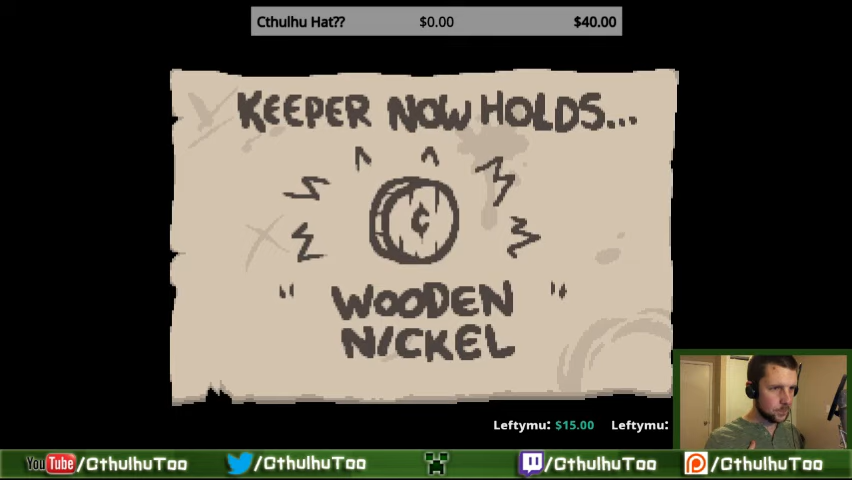 Cthulhu Hat?? $0.00 $40.00
KEEPER NOW HOLDS...
¢
" WOODEN "
NICKEL
Leftymu: $15.00 Leftymu:
YouTube/CthulhuToo /CthulhuToo /CthulhuToo /CthulhuToo